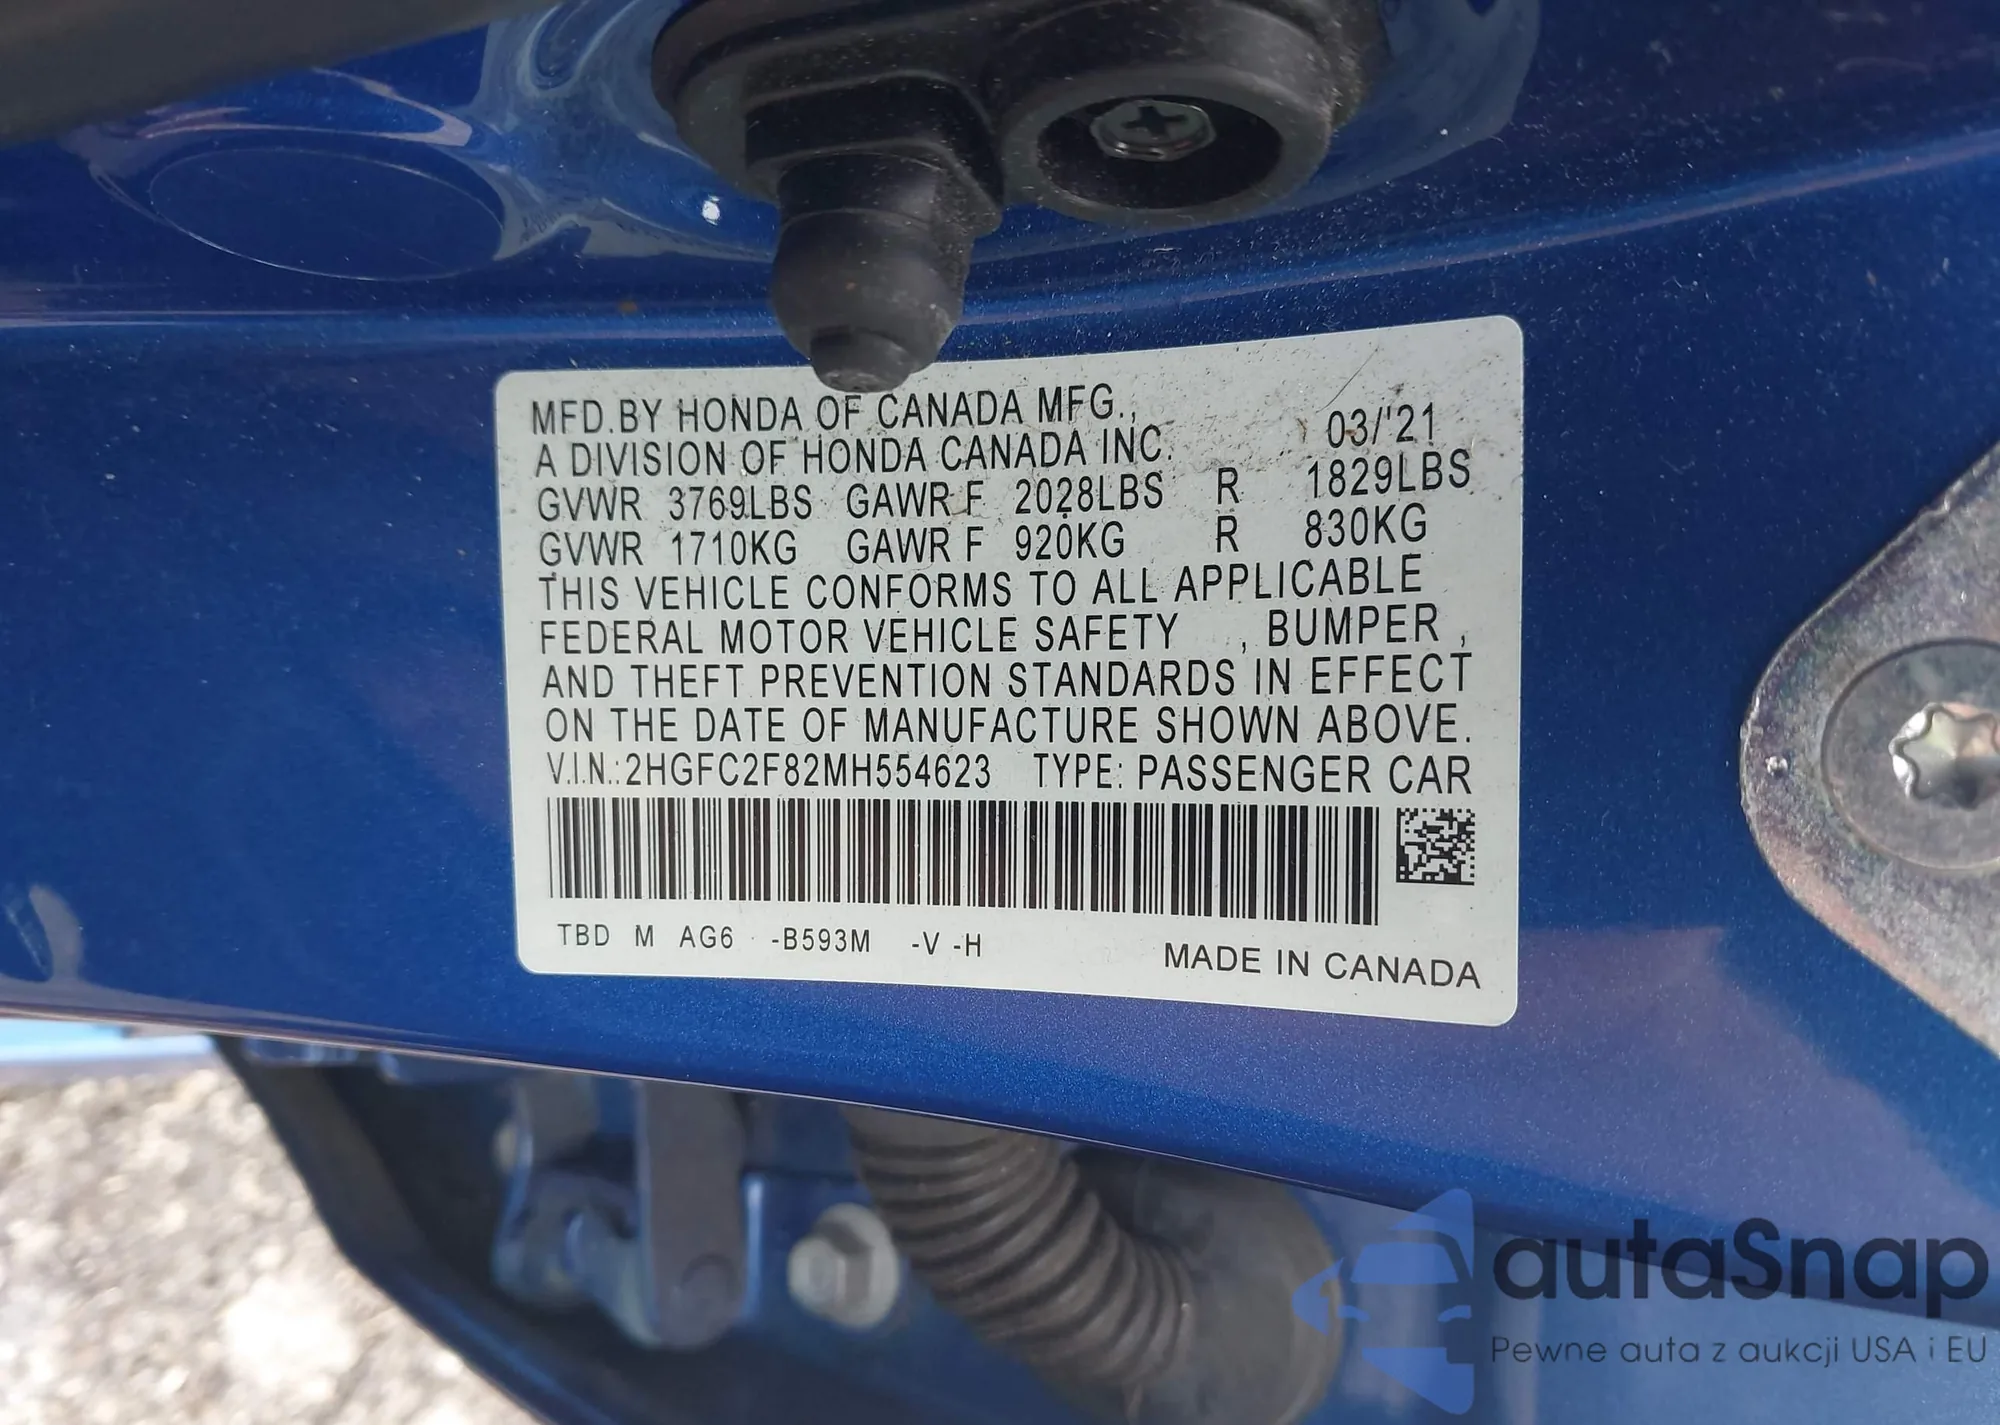 MFD.BY HONDA OF CANADA MFG.,
A DIVISION OF HONDA CANADA INC. 03/'21
GVWR 3769LBS GAWR F 2028LBS R 1829LBS
GVWR 1710KG GAWR F 920KG R 830KG
THIS VEHICLE CONFORMS TO ALL APPLICABLE
FEDERAL MOTOR VEHICLE SAFETY , BUMPER ,
AND THEFT PREVENTION STANDARDS IN EFFECT
ON THE DATE OF MANUFACTURE SHOWN ABOVE.
V.I.N.:2HGFC2F82MH554623 TYPE: PASSENGER CAR
TBD M AG6 -B593M -V -H MADE IN CANADA
autaSnap
Pewne auta z aukcji USA i EU